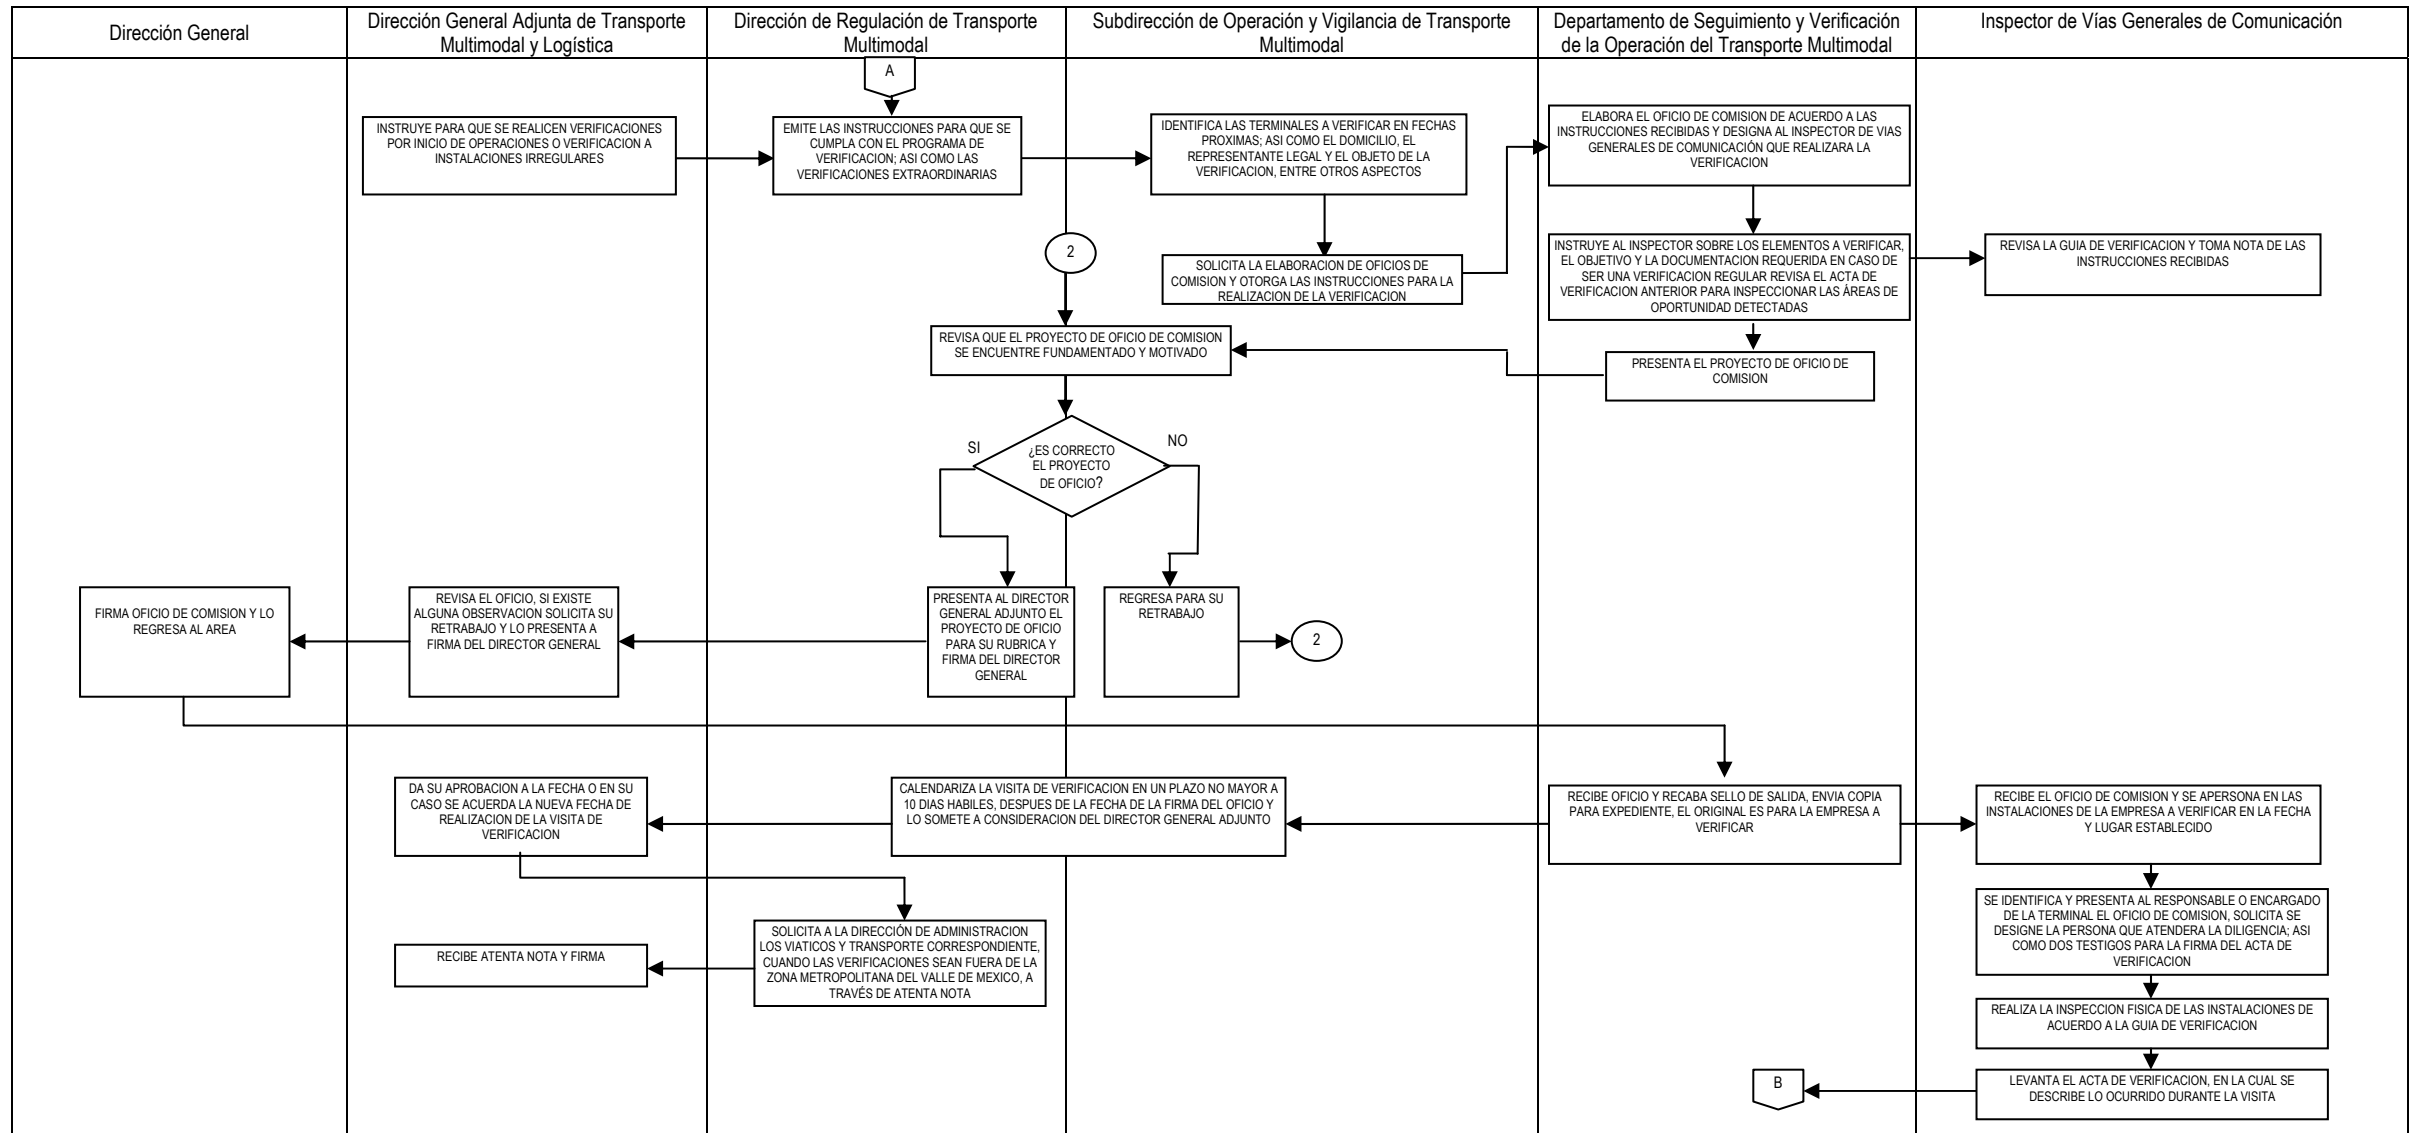 Dirección General
Dirección General Adjunta de Transporte
Multimodal y Logística
Dirección de Regulación de Transporte
Multimodal
Subdirección de Operación y Vigilancia de Transporte
Multimodal
Departamento de Seguimiento y Verificación
de la Operación del Transporte Multimodal
Inspector de Vías Generales de Comunicación
A
INSTRUYE PARA QUE SE REALICEN VERIFICACIONES
POR INICIO DE OPERACIONES O VERIFICACION A
INSTALACIONES IRREGULARES
EMITE LAS INSTRUCCIONES PARA QUE SE
CUMPLA CON EL PROGRAMA DE
VERIFICACION; ASI COMO LAS
VERIFICACIONES EXTRAORDINARIAS
IDENTIFICA LAS TERMINALES A VERIFICAR EN FECHAS
PROXIMAS; ASI COMO EL DOMICILIO, EL
REPRESENTANTE LEGAL Y EL OBJETO DE LA
VERIFICACION, ENTRE OTROS ASPECTOS
ELABORA EL OFICIO DE COMISION DE ACUERDO A LAS
INSTRUCCIONES RECIBIDAS Y DESIGNA AL INSPECTOR DE VIAS
GENERALES DE COMUNICACIÓN QUE REALIZARA LA
VERIFICACION
2
SOLICITA LA ELABORACION DE OFICIOS DE
COMISION Y OTORGA LAS INSTRUCCIONES PARA LA
REALIZACION DE LA VERIFICACION
INSTRUYE AL INSPECTOR SOBRE LOS ELEMENTOS A VERIFICAR,
EL OBJETIVO Y LA DOCUMENTACION REQUERIDA EN CASO DE
SER UNA VERIFICACION REGULAR REVISA EL ACTA DE
VERIFICACION ANTERIOR PARA INSPECCIONAR LAS ÁREAS DE
OPORTUNIDAD DETECTADAS
REVISA LA GUIA DE VERIFICACION Y TOMA NOTA DE LAS
INSTRUCCIONES RECIBIDAS
REVISA QUE EL PROYECTO DE OFICIO DE COMISION
SE ENCUENTRE FUNDAMENTADO Y MOTIVADO
PRESENTA EL PROYECTO DE OFICIO DE
COMISION
SI
¿ES CORRECTO
EL PROYECTO
DE OFICIO?
NO
FIRMA OFICIO DE COMISION Y LO
REGRESA AL AREA
REVISA EL OFICIO, SI EXISTE
ALGUNA OBSERVACION SOLICITA SU
RETRABAJO Y LO PRESENTA A
FIRMA DEL DIRECTOR GENERAL
PRESENTA AL DIRECTOR
GENERAL ADJUNTO EL
PROYECTO DE OFICIO
PARA SU RUBRICA Y
FIRMA DEL DIRECTOR
GENERAL
REGRESA PARA SU
RETRABAJO
2
DA SU APROBACION A LA FECHA O EN SU
CASO SE ACUERDA LA NUEVA FECHA DE
REALIZACION DE LA VISITA DE
VERIFICACION
CALENDARIZA LA VISITA DE VERIFICACION EN UN PLAZO NO MAYOR A
10 DIAS HABILES, DESPUES DE LA FECHA DE LA FIRMA DEL OFICIO Y
LO SOMETE A CONSIDERACION DEL DIRECTOR GENERAL ADJUNTO
RECIBE OFICIO Y RECABA SELLO DE SALIDA, ENVIA COPIA
PARA EXPEDIENTE, EL ORIGINAL ES PARA LA EMPRESA A
VERIFICAR
RECIBE EL OFICIO DE COMISION Y SE APERSONA EN LAS
INSTALACIONES DE LA EMPRESA A VERIFICAR EN LA FECHA
Y LUGAR ESTABLECIDO
RECIBE ATENTA NOTA Y FIRMA
SOLICITA A LA DIRECCIÓN DE ADMINISTRACION
LOS VIATICOS Y TRANSPORTE CORRESPONDIENTE,
CUANDO LAS VERIFICACIONES SEAN FUERA DE LA
ZONA METROPOLITANA DEL VALLE DE MEXICO, A
TRAVÉS DE ATENTA NOTA
SE IDENTIFICA Y PRESENTA AL RESPONSABLE O ENCARGADO
DE LA TERMINAL EL OFICIO DE COMISION, SOLICITA SE
DESIGNE LA PERSONA QUE ATENDERA LA DILIGENCIA; ASI
COMO DOS TESTIGOS PARA LA FIRMA DEL ACTA DE
VERIFICACION
REALIZA LA INSPECCION FISICA DE LAS INSTALACIONES DE
ACUERDO A LA GUIA DE VERIFICACION
B
LEVANTA EL ACTA DE VERIFICACION, EN LA CUAL SE
DESCRIBE LO OCURRIDO DURANTE LA VISITA